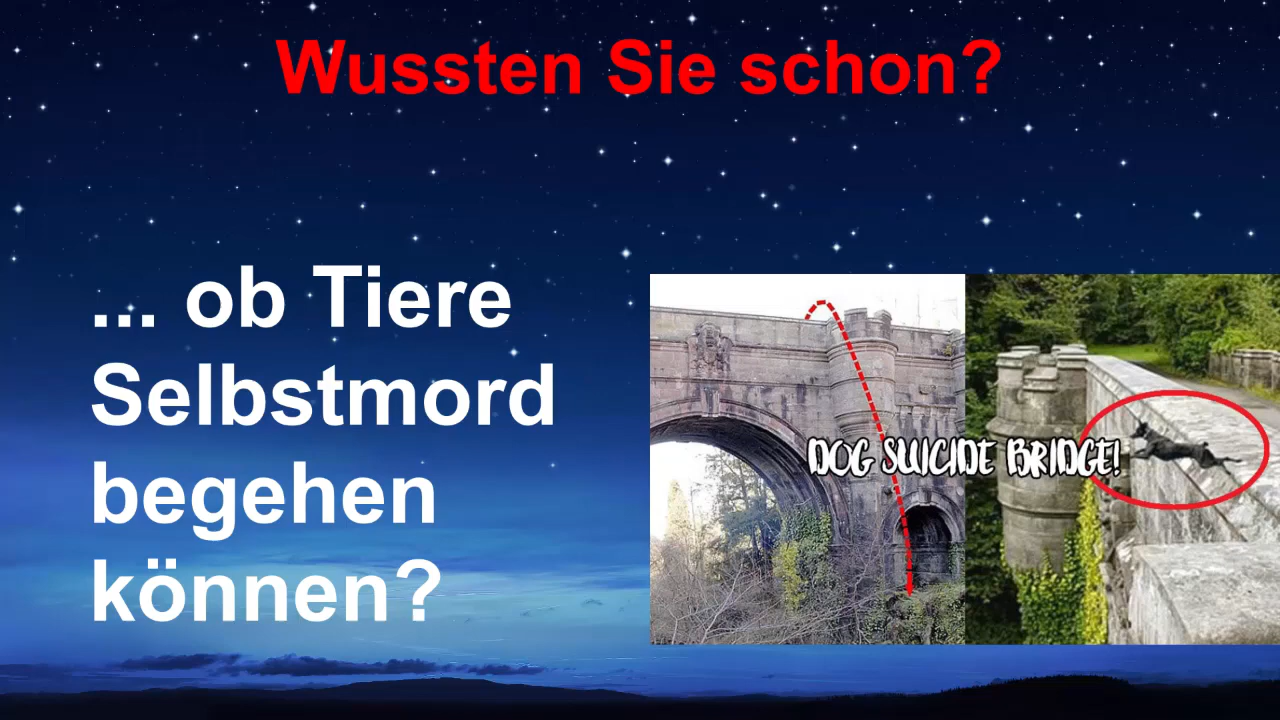 Wussten Sie schon?
... ob Tiere
Selbstmord
begehen
können?
DOG SUICIDE BRIDGE!